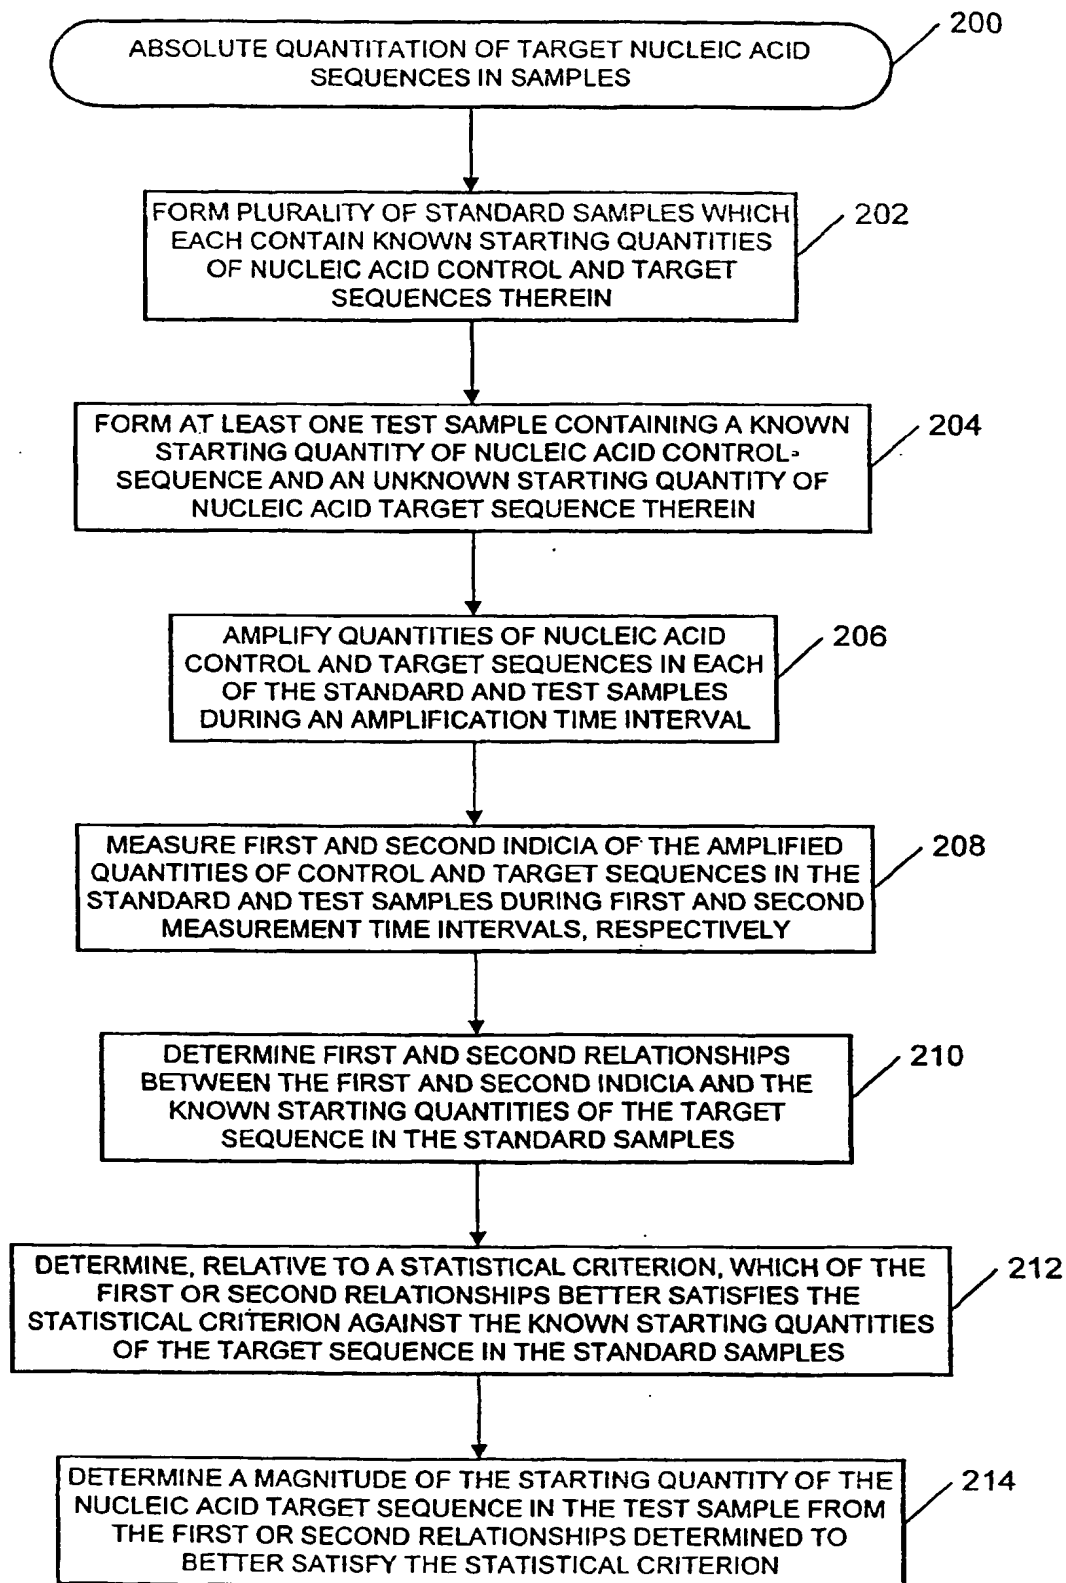 200
ABSOLUTE QUANTITATION OF TARGET NUCLEIC ACID
SEQUENCES IN SAMPLES
202
FORM PLURALITY OF STANDARD SAMPLES WHICH
EACH CONTAIN KNOWN STARTING QUANTITIES
OF NUCLEIC ACID CONTROL AND TARGET
SEQUENCES THEREIN
204
FORM AT LEAST ONE TEST SAMPLE CONTAINING A KNOWN
STARTING QUANTITY OF NUCLEIC ACID CONTROL-
SEQUENCE AND AN UNKNOWN STARTING QUANTITY OF
NUCLEIC ACID TARGET SEQUENCE THEREIN
206
AMPLIFY QUANTITIES OF NUCLEIC ACID
CONTROL AND TARGET SEQUENCES IN EACH
OF THE STANDARD AND TEST SAMPLES
DURING AN AMPLIFICATION TIME INTERVAL
208
MEASURE FIRST AND SECOND INDICIA OF THE AMPLIFIED
QUANTITIES OF CONTROL AND TARGET SEQUENCES IN THE
STANDARD AND TEST SAMPLES DURING FIRST AND SECOND
MEASUREMENT TIME INTERVALS, RESPECTIVELY
210
DETERMINE FIRST AND SECOND RELATIONSHIPS
BETWEEN THE FIRST AND SECOND INDICIA AND THE
KNOWN STARTING QUANTITIES OF THE TARGET
SEQUENCE IN THE STANDARD SAMPLES
212
DETERMINE, RELATIVE TO A STATISTICAL CRITERION, WHICH OF THE
FIRST OR SECOND RELATIONSHIPS BETTER SATISFIES THE
STATISTICAL CRITERION AGAINST THE KNOWN STARTING QUANTITIES
OF THE TARGET SEQUENCE IN THE STANDARD SAMPLES
214
DETERMINE A MAGNITUDE OF THE STARTING QUANTITY OF THE
NUCLEIC ACID TARGET SEQUENCE IN THE TEST SAMPLE FROM
THE FIRST OR SECOND RELATIONSHIPS DETERMINED TO
BETTER SATISFY THE STATISTICAL CRITERION